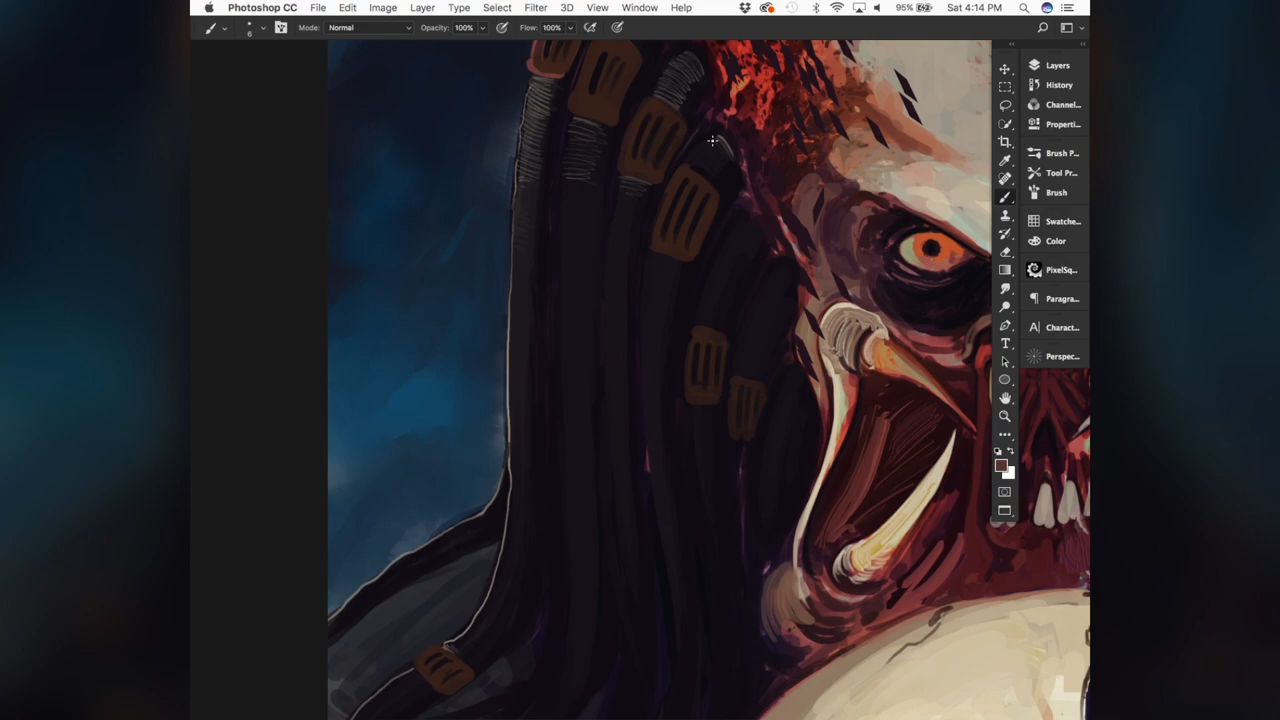 Photoshop CC File Edit Image Layer Type Select Filter 3D View Window Help 95% Sat 4:14 PM
6 Mode: Normal Opacity: 100% Flow: 100%
Layers
History
Channel...
Properti...
Brush P...
Tool Pr...
Brush
Swatche...
Color
PixelSq...
Paragra...
Charact...
Perspec...